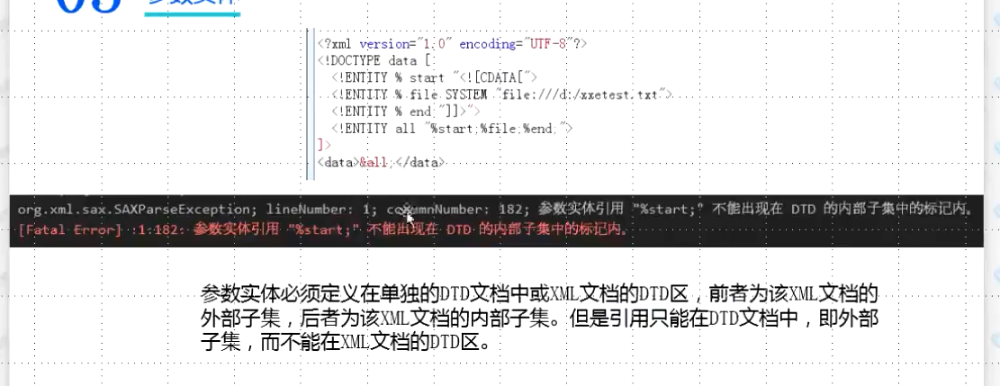 03 参数实体
<?xml version="1.0" encoding="UTF-8"?>
<!DOCTYPE data [
<!ENTITY % start "<![CDATA[">
<!ENTITY % file SYSTEM "file:///d:/xxetest.txt">
<!ENTITY % end "]]>">
<!ENTITY all "%start;%file;%end;">
]>
<data>&all;</data>
org.xml.sax.SAXParseException; lineNumber: 1; columnNumber: 182; 参数实体引用 "%start;" 不能出现在 DTD 的内部子集中的标记内。
[Fatal Error] :1:182: 参数实体引用 "%start;" 不能出现在 DTD 的内部子集中的标记内。
参数实体必须定义在单独的DTD文档中或XML文档的DTD区，前者为该XML文档的
外部子集，后者为该XML文档的内部子集。但是引用只能在DTD文档中，即外部
子集，而不能在XML文档的DTD区。